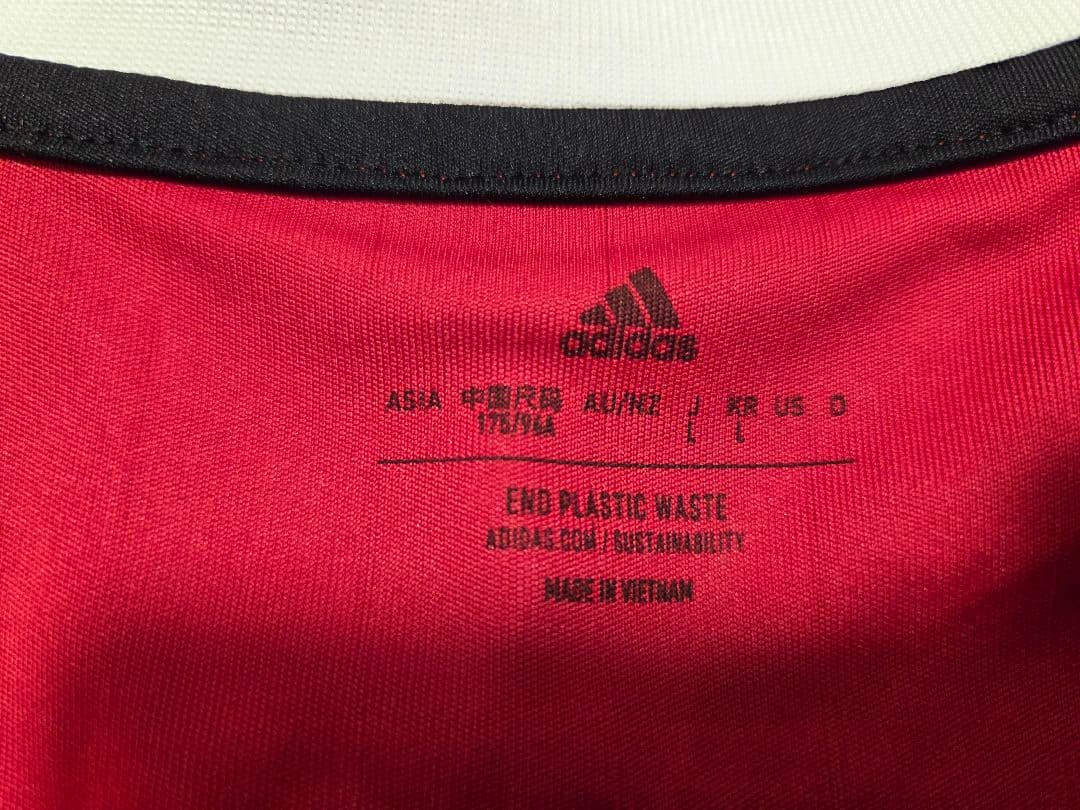 adidas
ASIA 中国尺码 AU/NZ J KR US D
175/96A L L
END PLASTIC WASTE
ADIDAS.COM / SUSTAINABILITY
MADE IN VIETNAM